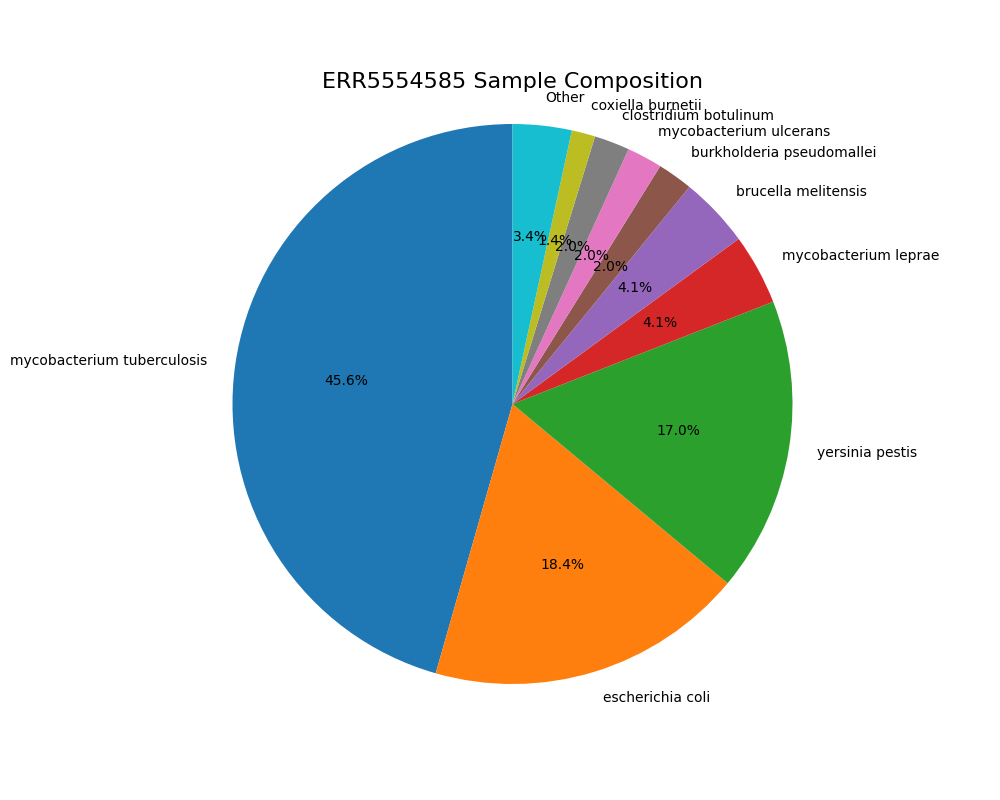 ERR5554585 Sample Composition
Other
coxiella burnetii
clostridium botulinum
mycobacterium ulcerans
burkholderia pseudomallei
brucella melitensis
mycobacterium leprae
yersinia pestis
escherichia coli
mycobacterium tuberculosis
3.4%
1.4%
2.0%
2.0%
2.0%
4.1%
4.1%
17.0%
18.4%
45.6%